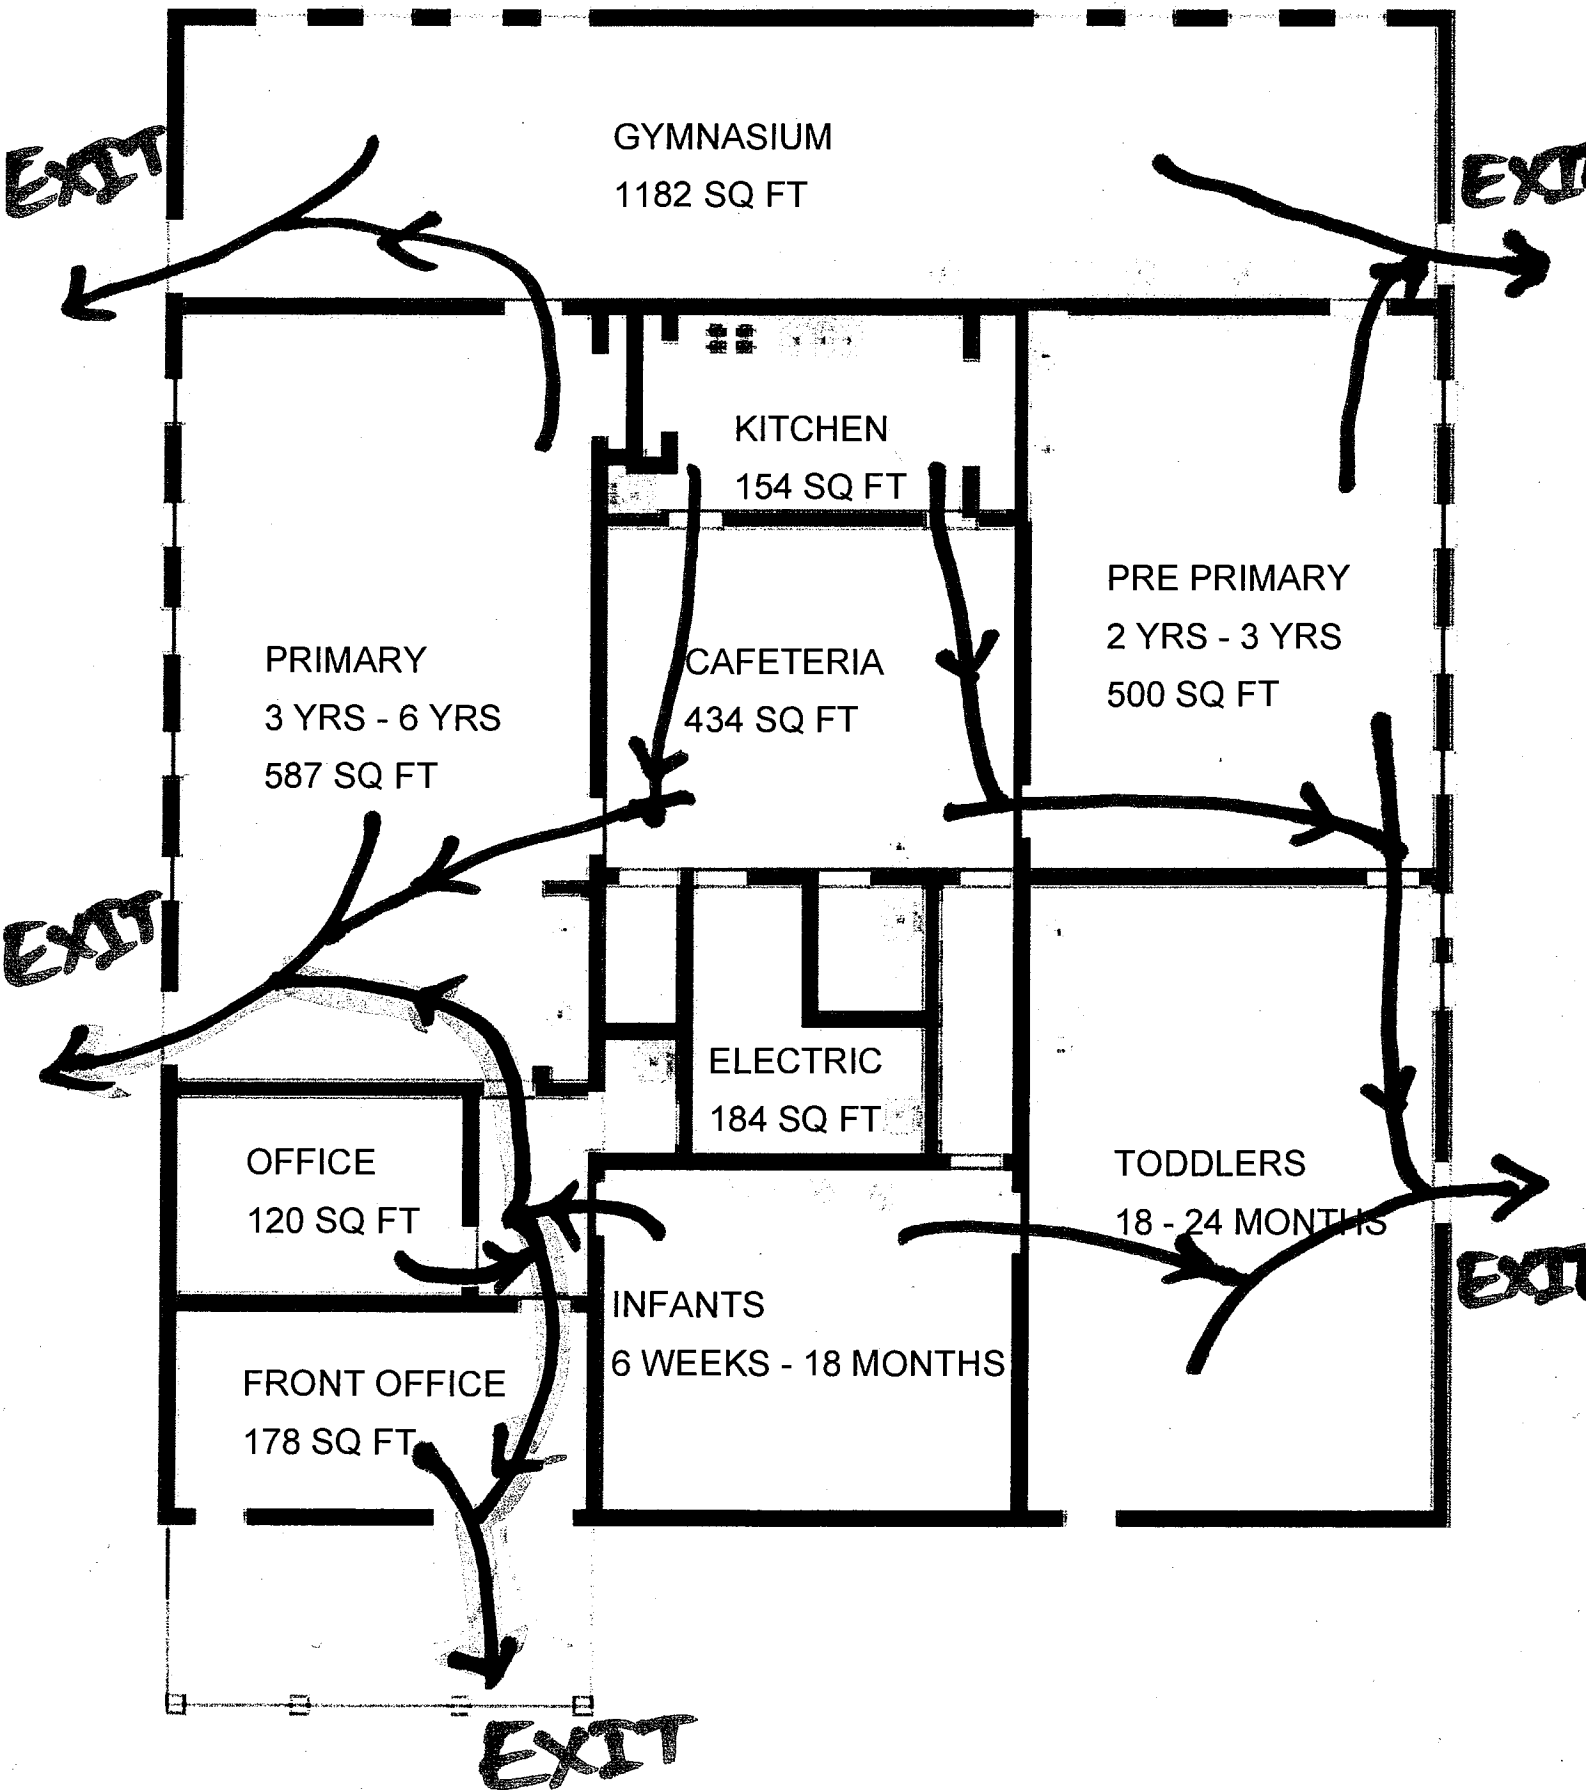 GYMNASIUM
1182 SQ FT
EXIT
EXIT
KITCHEN
154 SQ FT
PRE PRIMARY
2 YRS - 3 YRS
500 SQ FT
PRIMARY
3 YRS - 6 YRS
587 SQ FT
CAFETERIA
434 SQ FT
EXIT
ELECTRIC
184 SQ FT
OFFICE
120 SQ FT
TODDLERS
18 - 24 MONTHS
EXIT
INFANTS
6 WEEKS - 18 MONTHS
FRONT OFFICE
178 SQ FT
EXIT